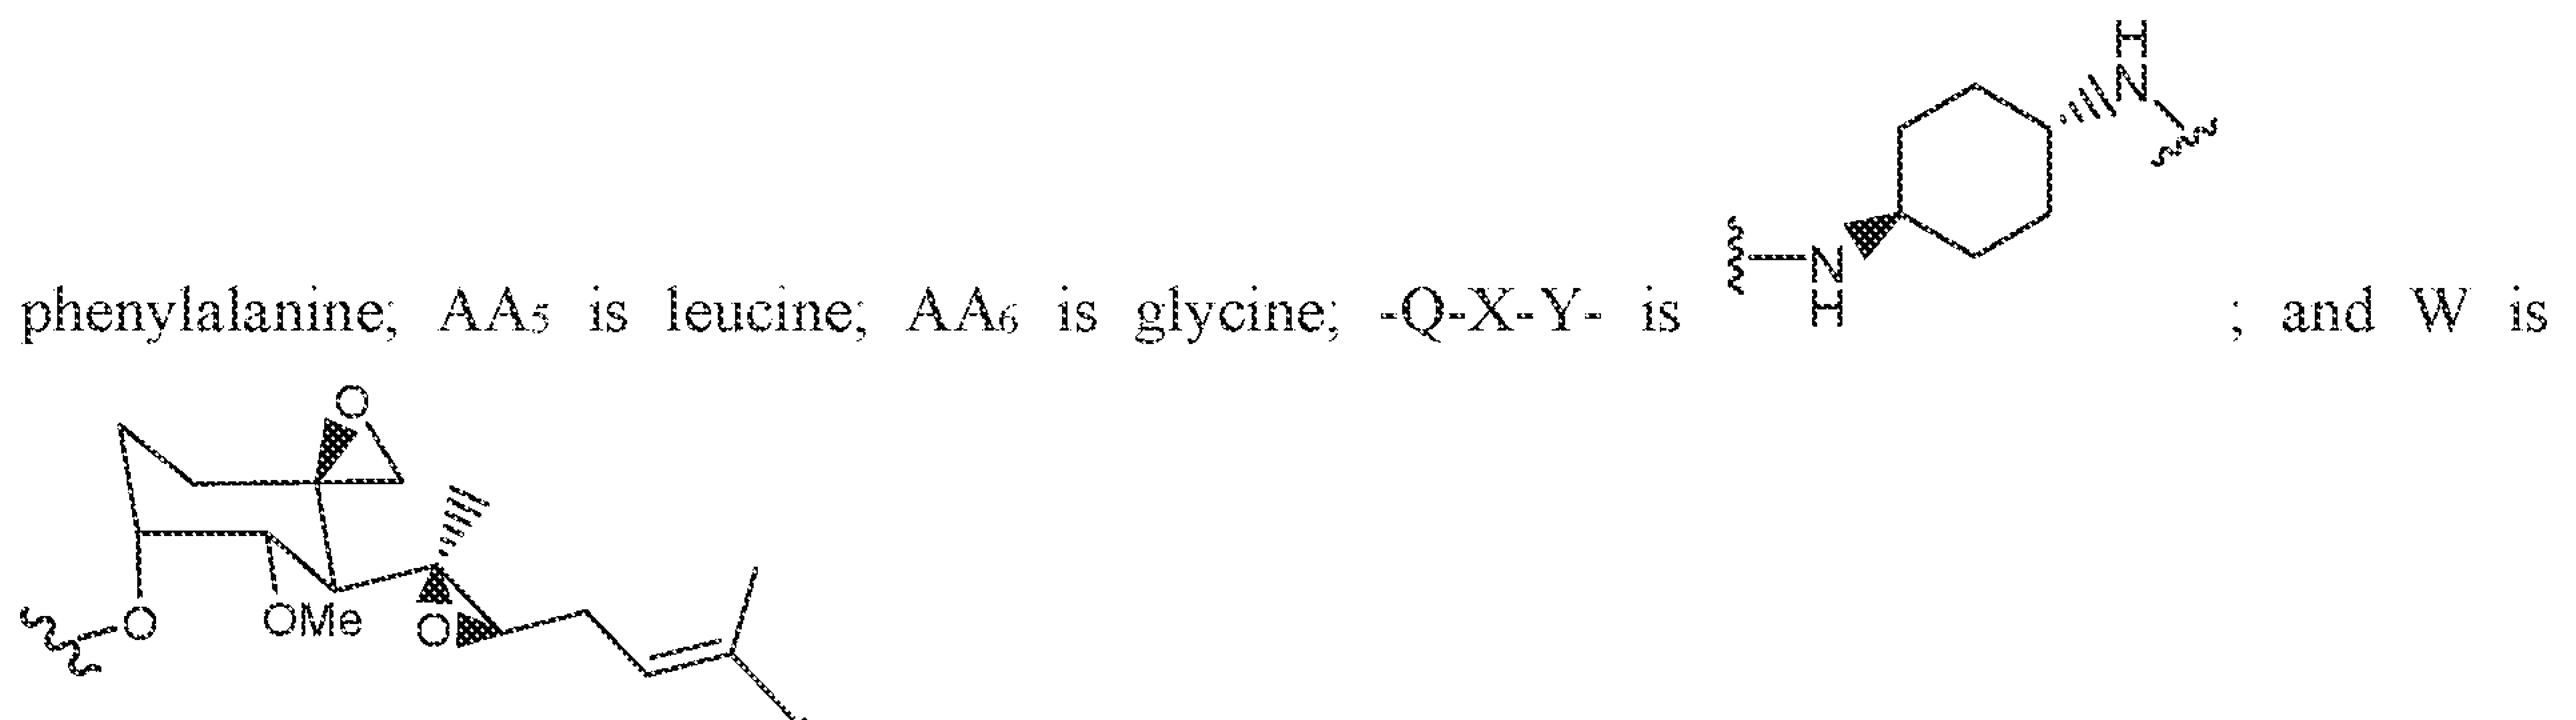 H
N
N
H
phenylalanine; AA5 is leucine; AA6 is glycine; -Q-X-Y- is ; and W is
O
O
OMe
O